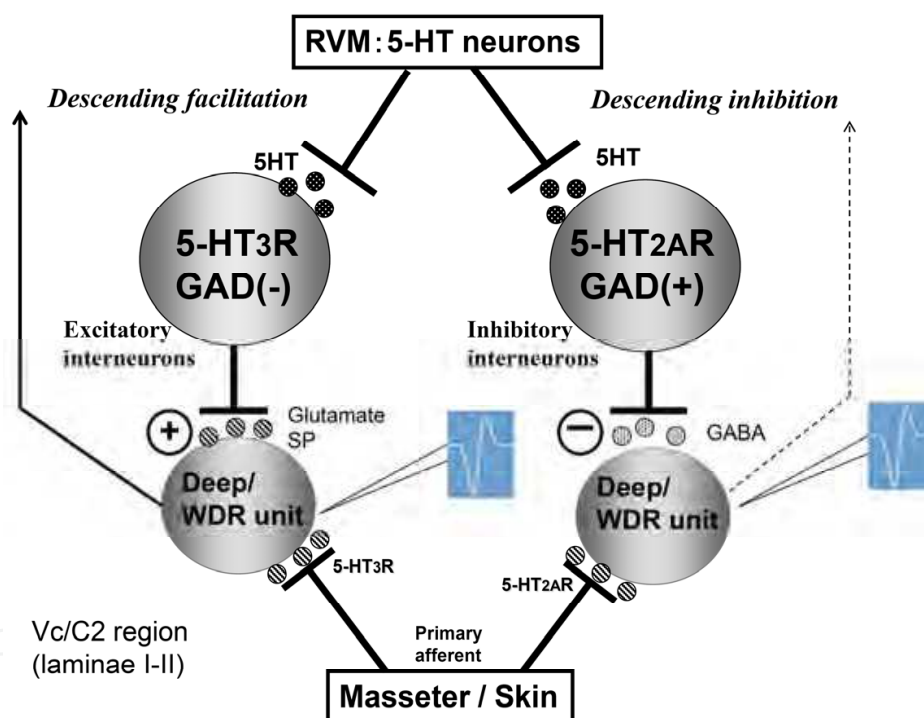 RVM: 5-HT neurons
Descending facilitation
Descending inhibition
5HT
5HT
5-HT3R
GAD(-)
5-HT2AR
GAD(+)
Excitatory
interneurons
Inhibitory
interneurons
+
Glutamate
SP
−
GABA
Deep/
WDR unit
Deep/
WDR unit
5-HT3R
5-HT2AR
Vc/C2 region
(laminae I-II)
Primary
afferent
Masseter / Skin